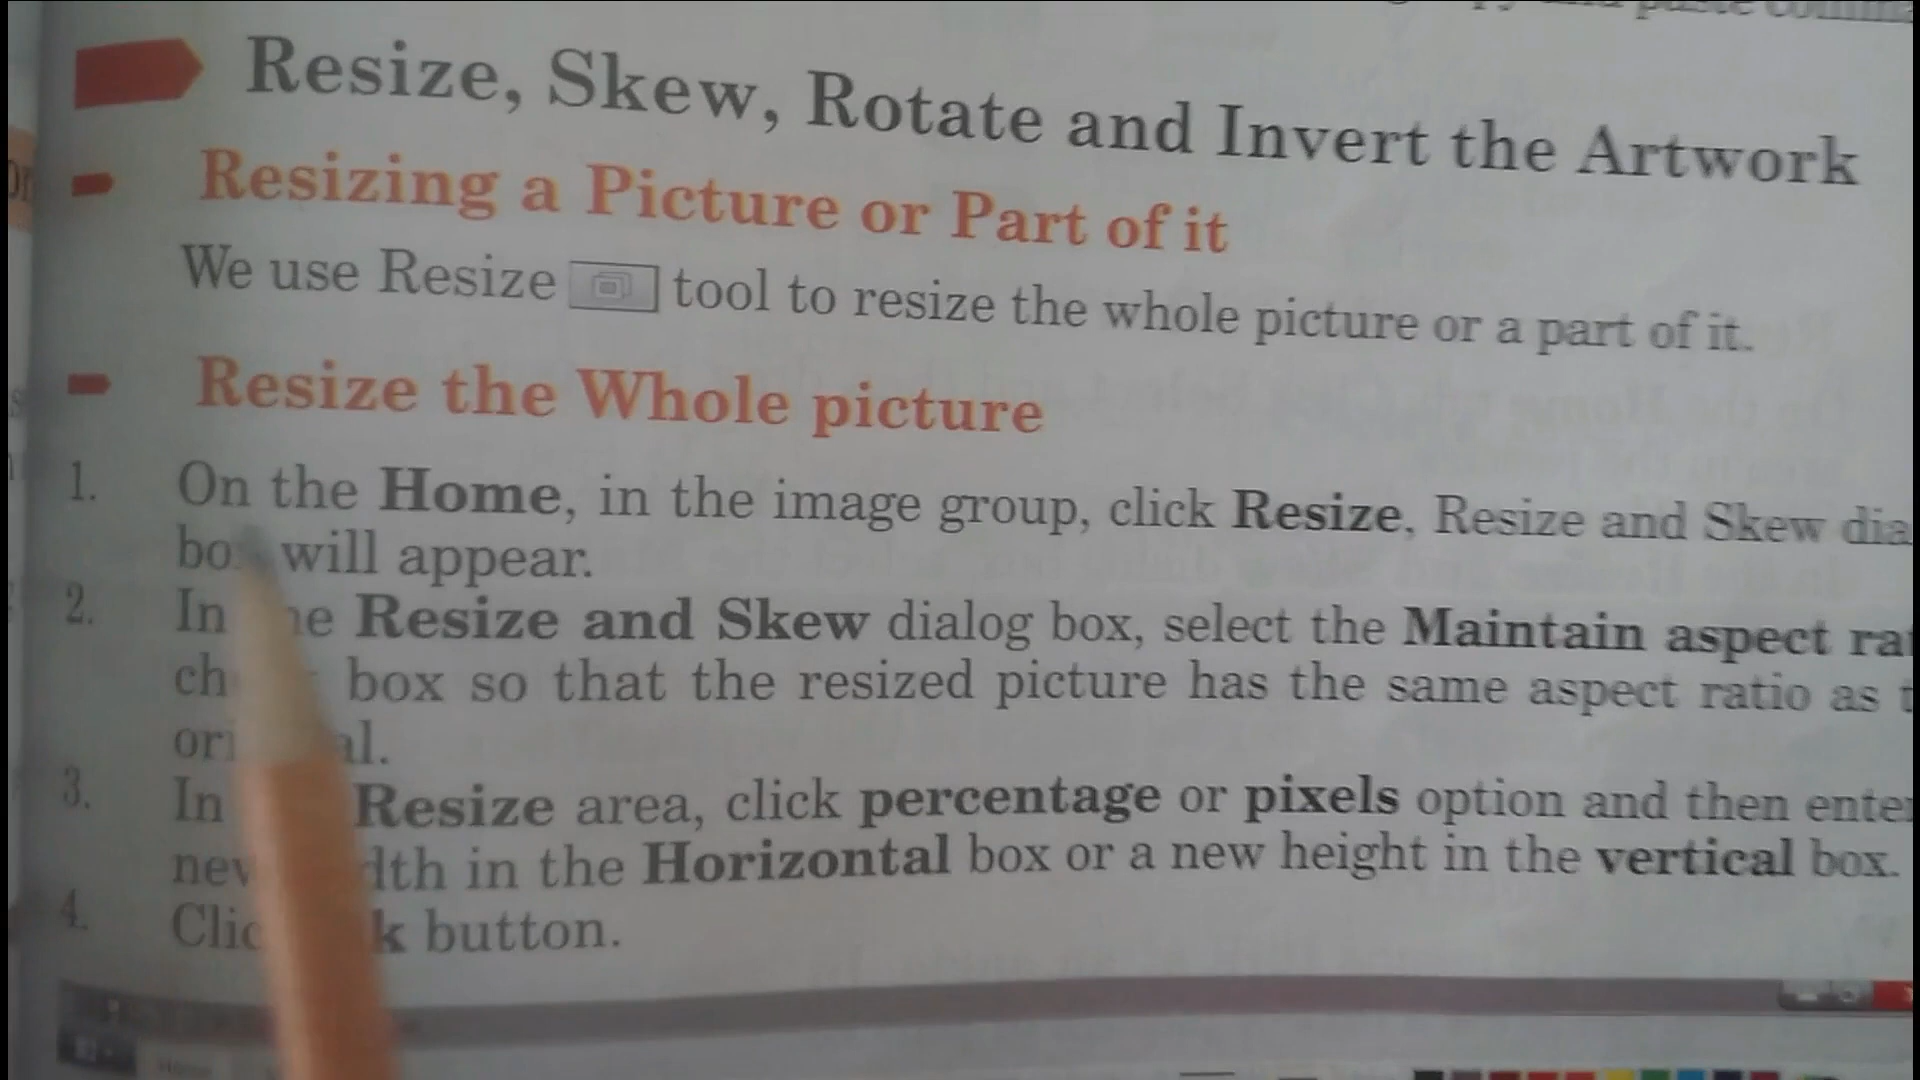 Resize, Skew, Rotate and Invert the Artwork
Resizing a Picture or Part of it
We use Resize tool to resize the whole picture or a part of it.
Resize the Whole picture
1. On the Home, in the image group, click Resize, Resize and Skew dia
will appear.
2. In Resize and Skew dialog box, select the Maintain aspect
box so that the resized picture has the same aspect ratio as
3. In Resize area, click percentage or pixels option and then enter
in the Horizontal box or a new height in the vertical box.
4. button.